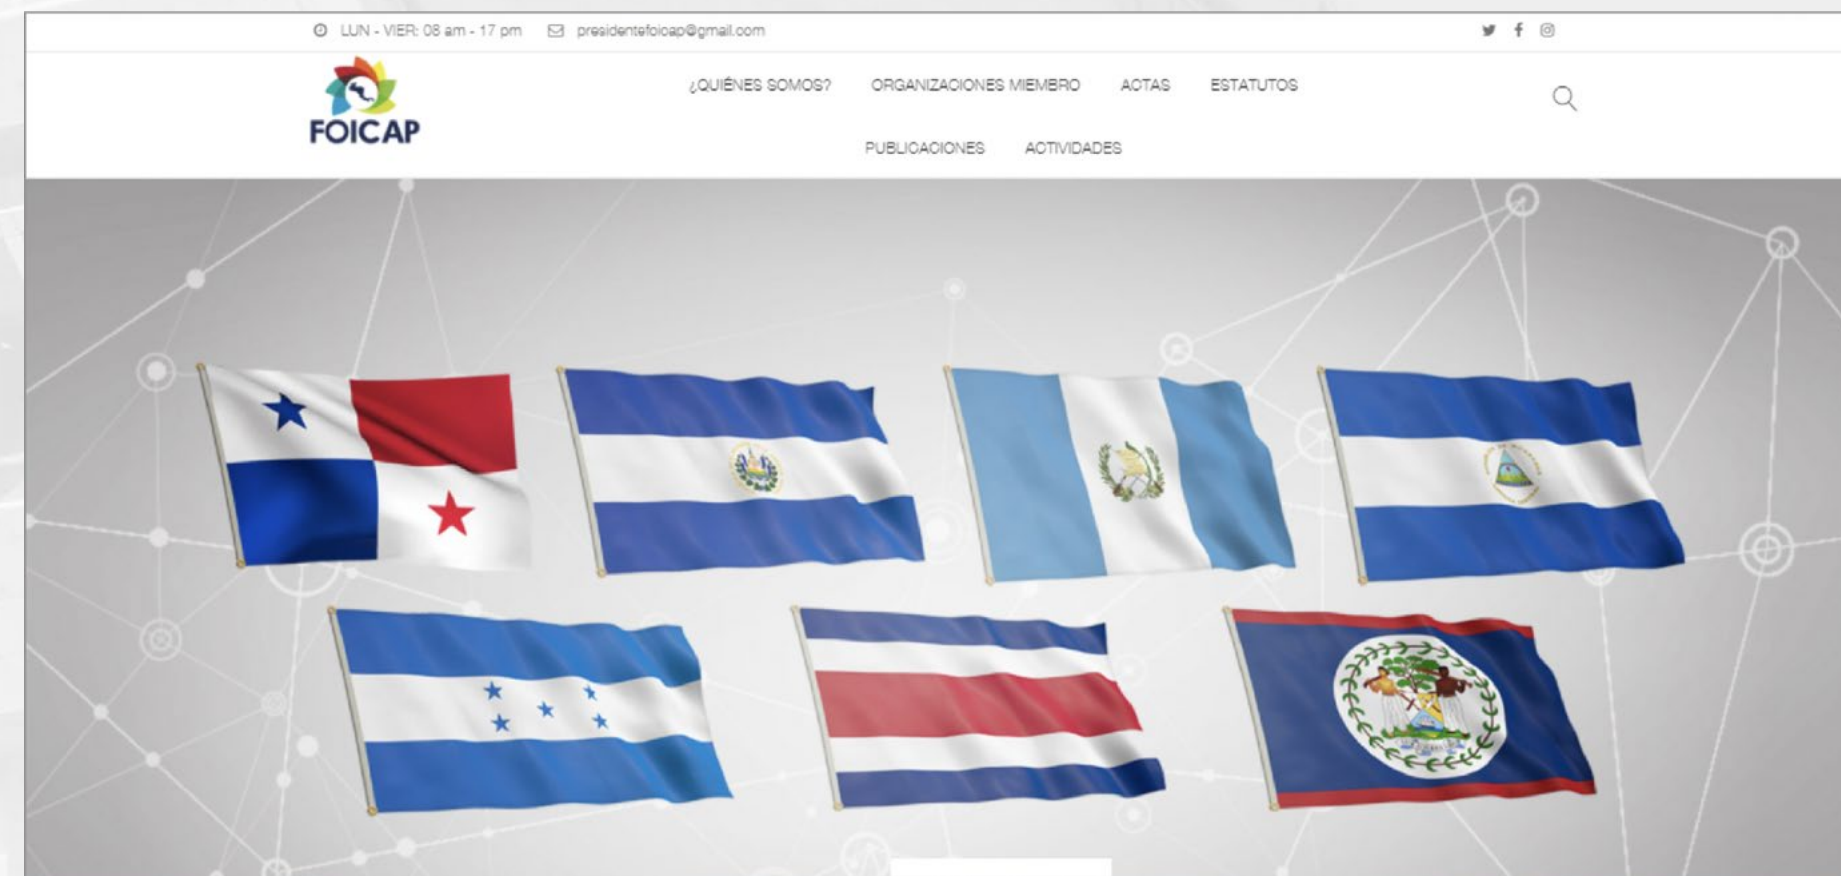 LUN - VIER: 08 am - 17 pm presidentefoicap@gmail.com
FOICAP
¿QUIÉNES SOMOS? ORGANIZACIONES MIEMBRO ACTAS ESTATUTOS
PUBLICACIONES ACTIVIDADES